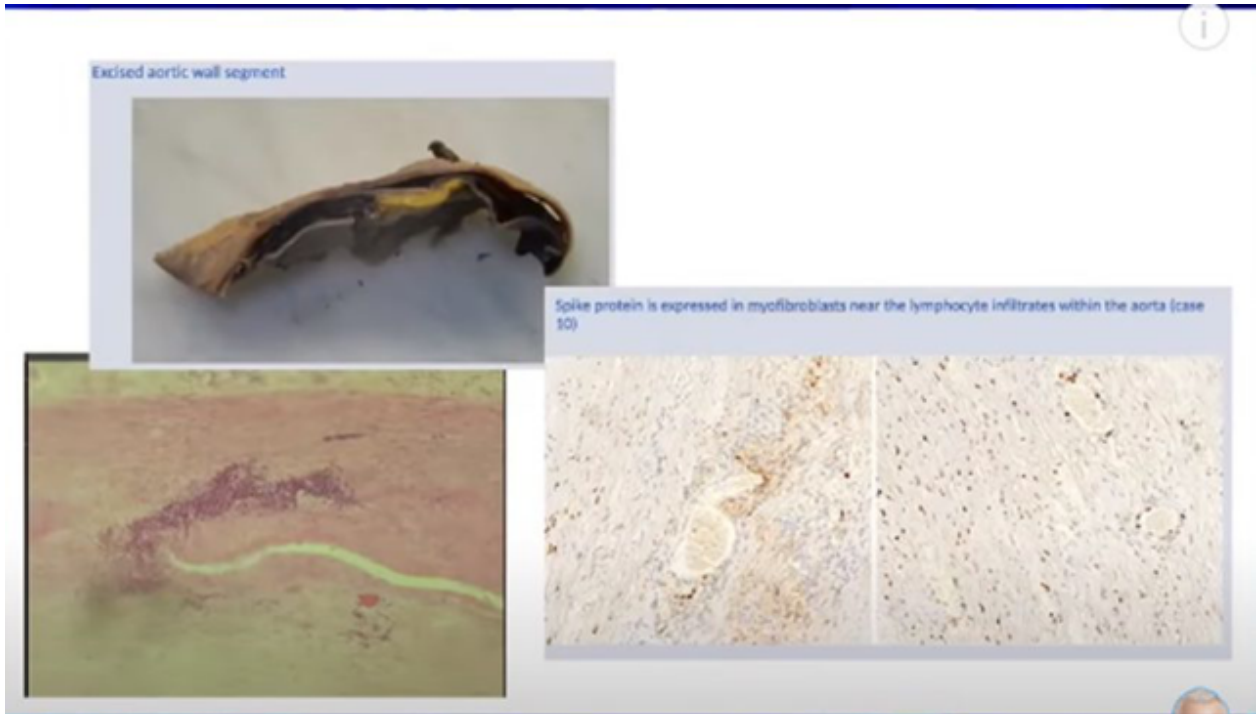 Excised aortic wall segment
Spike protein is expressed in myofibroblasts near the lymphocyte infiltrates within the aorta (case
10)